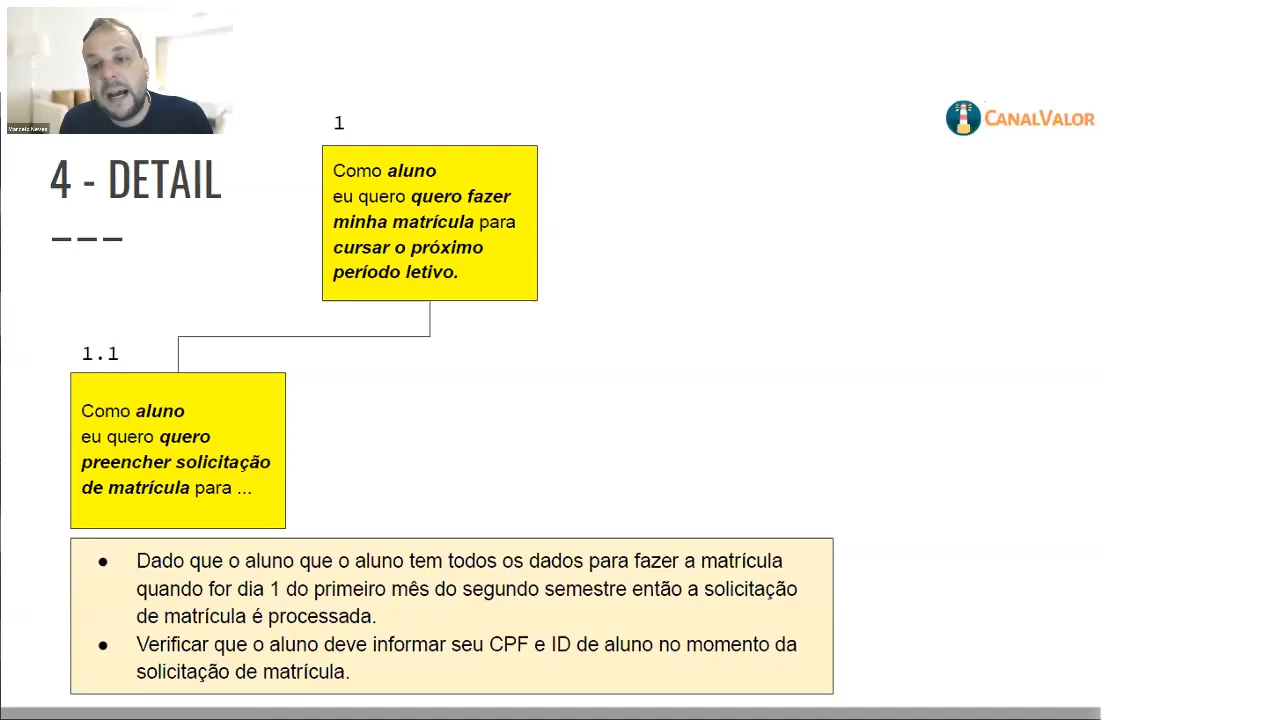 Marcelo Neves
1
CANALVALOR
4 - DETAIL
Como aluno
eu quero quero fazer
minha matrícula para
cursar o próximo
período letivo.
1.1
Como aluno
eu quero quero
preencher solicitação
de matrícula para ...
● Dado que o aluno que o aluno tem todos os dados para fazer a matrícula
quando for dia 1 do primeiro mês do segundo semestre então a solicitação
de matrícula é processada.
● Verificar que o aluno deve informar seu CPF e ID de aluno no momento da
solicitação de matrícula.